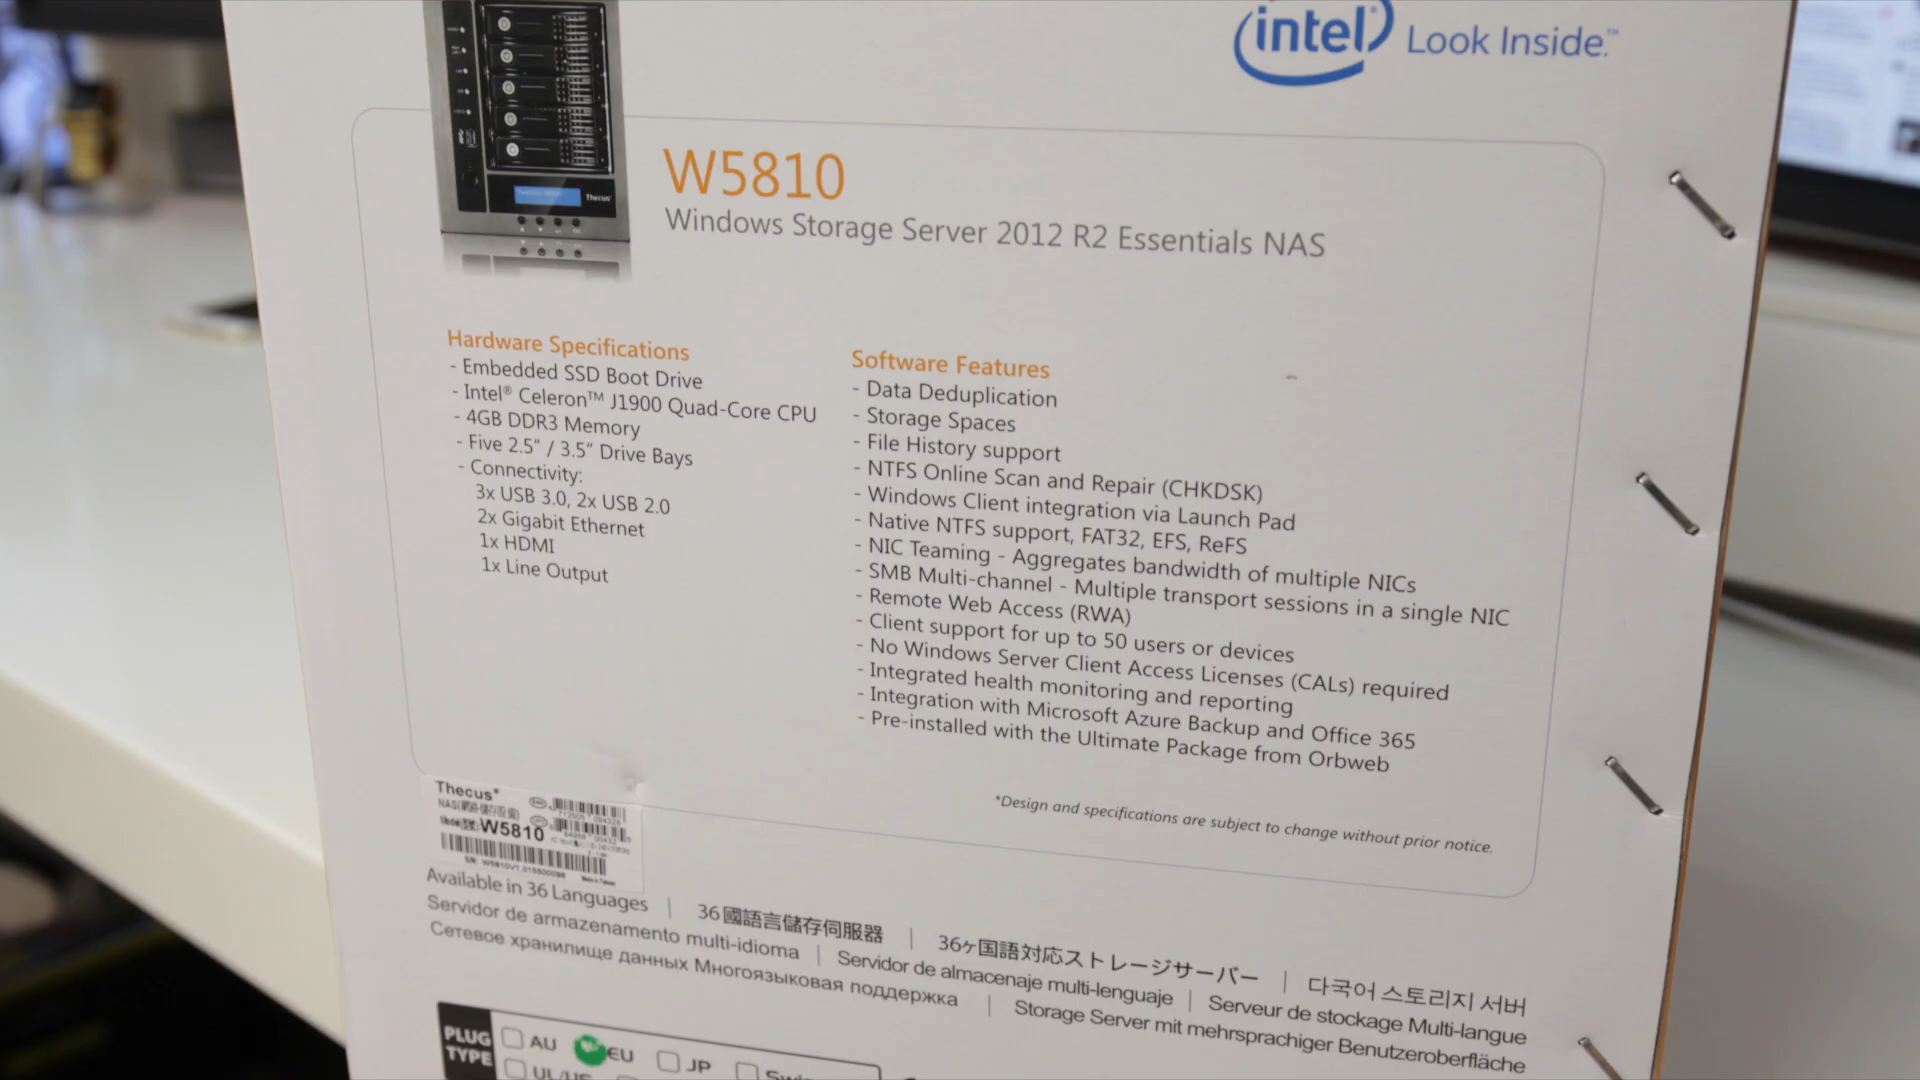 intel Look Inside.™
Thecus
W5810
Windows Storage Server 2012 R2 Essentials NAS
Hardware Specifications
- Embedded SSD Boot Drive
- Intel® Celeron™ J1900 Quad-Core CPU
- 4GB DDR3 Memory
- Five 2.5" / 3.5" Drive Bays
- Connectivity:
3x USB 3.0, 2x USB 2.0
2x Gigabit Ethernet
1x HDMI
1x Line Output
Software Features
- Data Deduplication
- Storage Spaces
- File History support
- NTFS Online Scan and Repair (CHKDSK)
- Windows Client integration via Launch Pad
- Native NTFS support, FAT32, EFS, ReFS
- NIC Teaming - Aggregates bandwidth of multiple NICs
- SMB Multi-channel - Multiple transport sessions in a single NIC
- Remote Web Access (RWA)
- Client support for up to 50 users or devices
- No Windows Server Client Access Licenses (CALs) required
- Integrated health monitoring and reporting
- Integration with Microsoft Azure Backup and Office 365
- Pre-installed with the Ultimate Package from Orbweb
*Design and specifications are subject to change without prior notice.
Thecus®
W5810
Available in 36 Languages | 36國語言儲存伺服器 | 36ヶ国語対応ストレージサーバー | 다국어 스토리지 서버
Servidor de armazenamento multi-idioma | Servidor de almacenaje multi-lenguaje | Serveur de stockage Multi-langue
Сетевое хранилище данных Многоязыковая поддержка | Storage Server mit mehrsprachiger Benutzeroberfläche
PLUG TYPE
AU EU JP